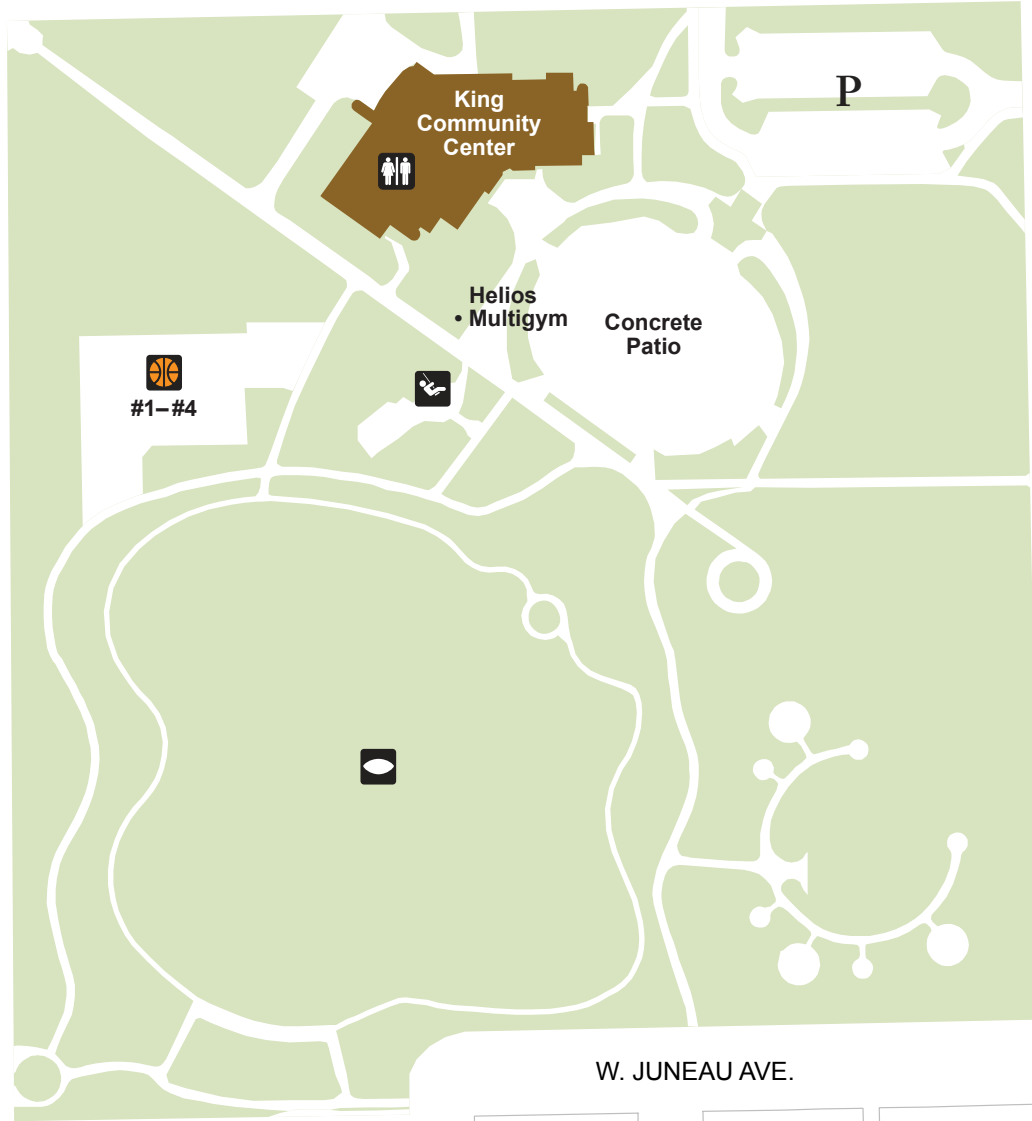 P
King
Community
Center
Helios
• Multigym
Concrete
Patio
#1–#4
W. JUNEAU AVE.